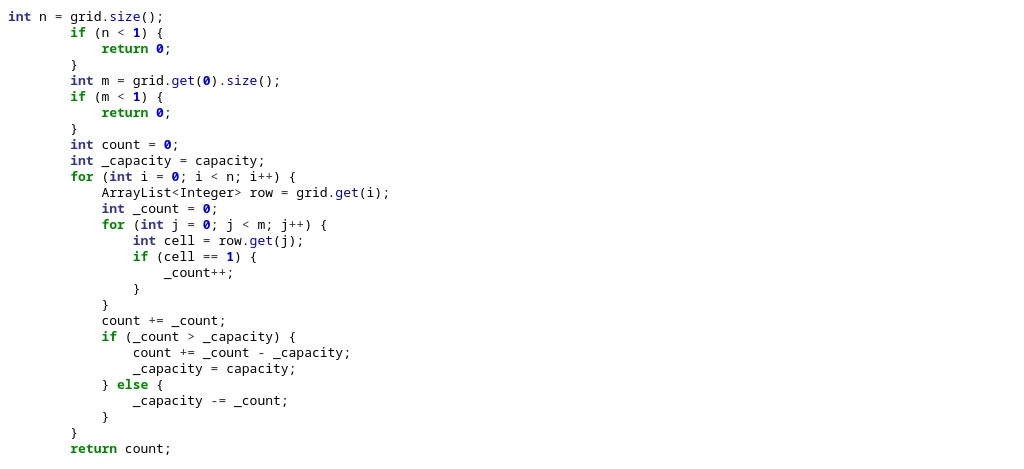 int n = grid.size();
        if (n < 1) {
            return 0;
        }
        int m = grid.get(0).size();
        if (m < 1) {
            return 0;
        }
        int count = 0;
        int _capacity = capacity;
        for (int i = 0; i < n; i++) {
            ArrayList<Integer> row = grid.get(i);
            int _count = 0;
            for (int j = 0; j < m; j++) {
                int cell = row.get(j);
                if (cell == 1) {
                    _count++;
                }
            }
            count += _count;
            if (_count > _capacity) {
                count += _count - _capacity;
                _capacity = capacity;
            } else {
                _capacity -= _count;
            }
        }
        return count;